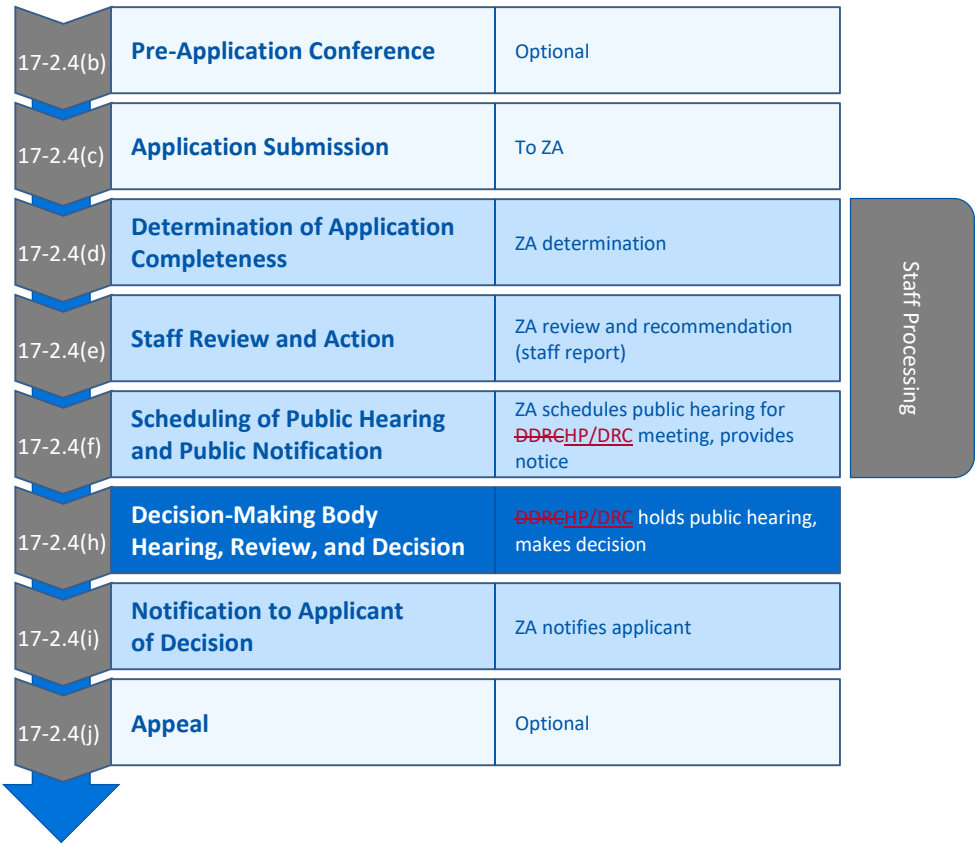 17-2.4(b)
Pre-Application Conference
Optional
17-2.4(c)
Application Submission
To ZA
17-2.4(d)
Determination of Application
Completeness
ZA determination
17-2.4(e)
Staff Review and Action
ZA review and recommendation
(staff report)
17-2.4(f)
Scheduling of Public Hearing
and Public Notification
ZA schedules public hearing for
DDRCHP/DRC meeting, provides
notice
Staff Processing
17-2.4(h)
Decision-Making Body
Hearing, Review, and Decision
DDRCHP/DRC holds public hearing,
makes decision
17-2.4(i)
Notification to Applicant
of Decision
ZA notifies applicant
17-2.4(j)
Appeal
Optional